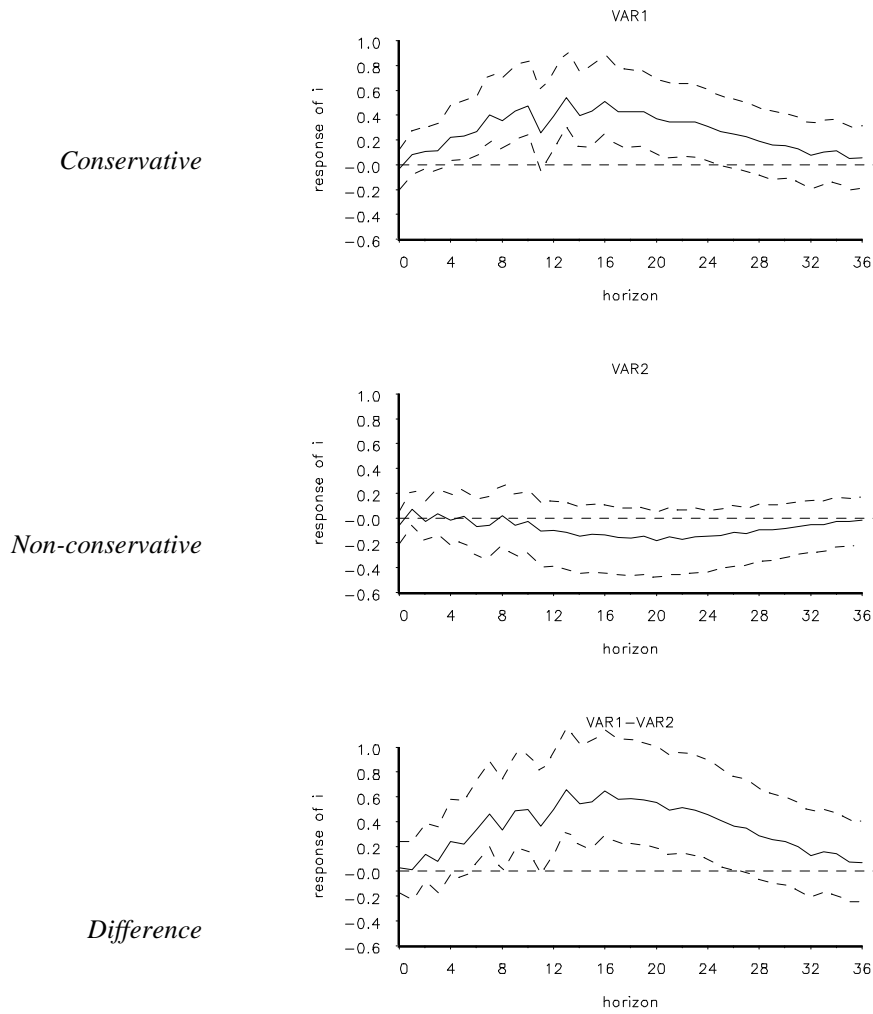 VAR1
1.0
0.8
0.6
0.4
0.2
−0.0
−0.2
−0.4
−0.6
response of i
Conservative
0 4 8 12 16 20 24 28 32 36
horizon
VAR2
1.0
0.8
0.6
0.4
0.2
−0.0
−0.2
−0.4
−0.6
response of i
Non-conservative
0 4 8 12 16 20 24 28 32 36
horizon
VAR1−VAR2
1.0
0.8
0.6
0.4
0.2
−0.0
−0.2
−0.4
−0.6
response of i
Difference
0 4 8 12 16 20 24 28 32 36
horizon